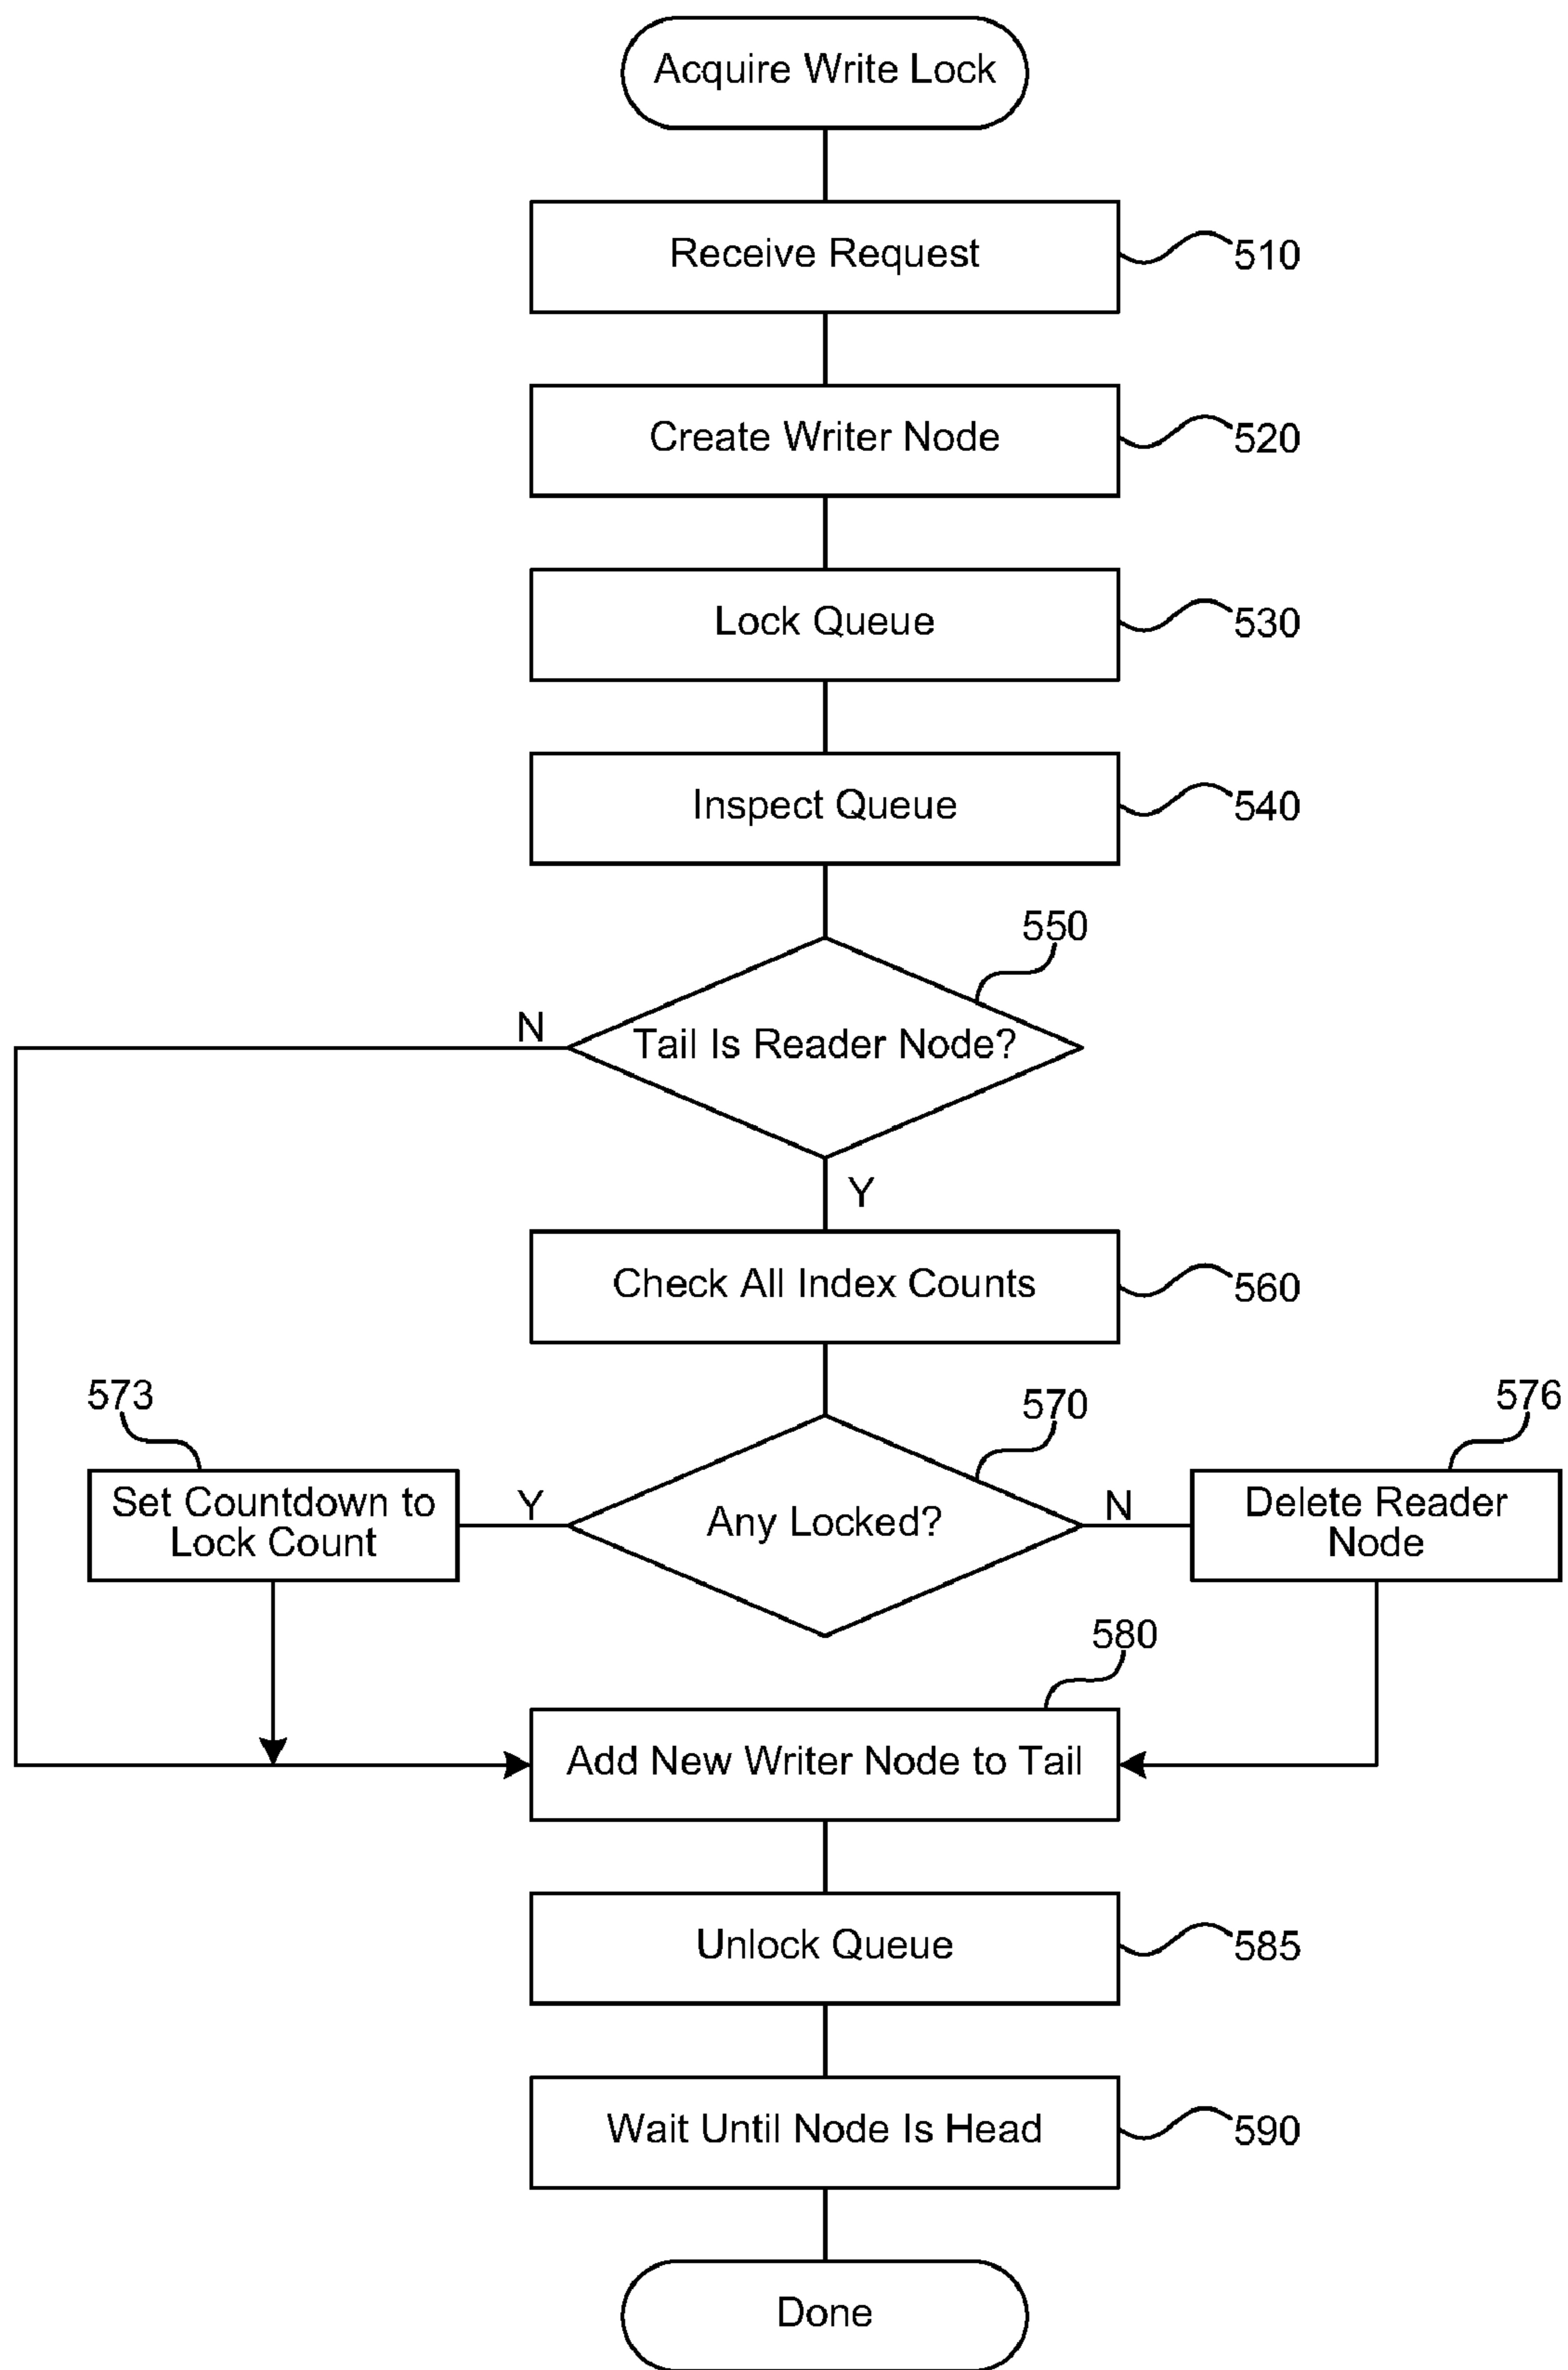 Acquire Write Lock
Receive Request
510
Create Writer Node
520
Lock Queue
530
Inspect Queue
540
550
N
Tail Is Reader Node?
Y
Check All Index Counts
560
573
570
576
Set Countdown to
Lock Count
Y
Any Locked?
N
Delete Reader
Node
580
Add New Writer Node to Tail
Unlock Queue
585
Wait Until Node Is Head
590
Done